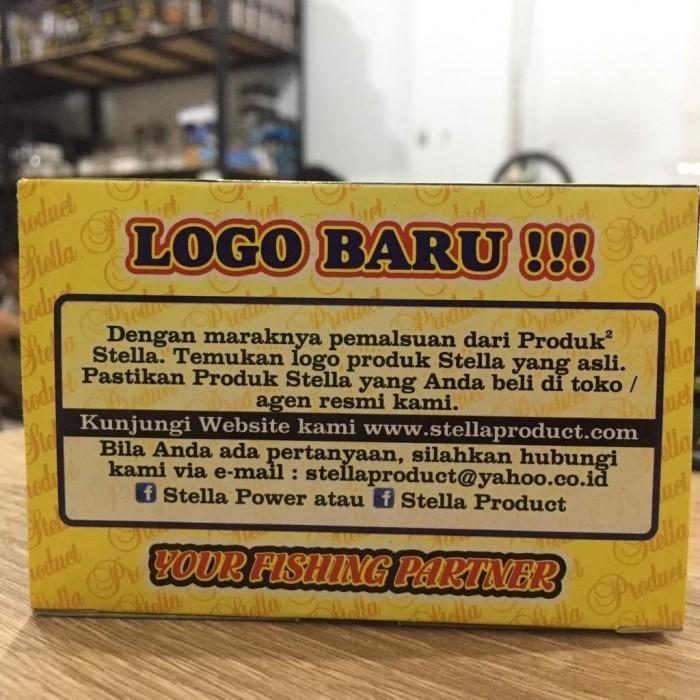 LOGO BARU !!!
Dengan maraknya pemalsuan dari Produk²
Stella. Temukan logo produk Stella yang asli.
Pastikan Produk Stella yang Anda beli di toko /
agen resmi kami.
Kunjungi Website kami www.stellaproduct.com
Bila Anda ada pertanyaan, silahkan hubungi
kami via e-mail : stellaproduct@yahoo.co.id
f Stella Power atau f Stella Product
YOUR FISHING PARTNER